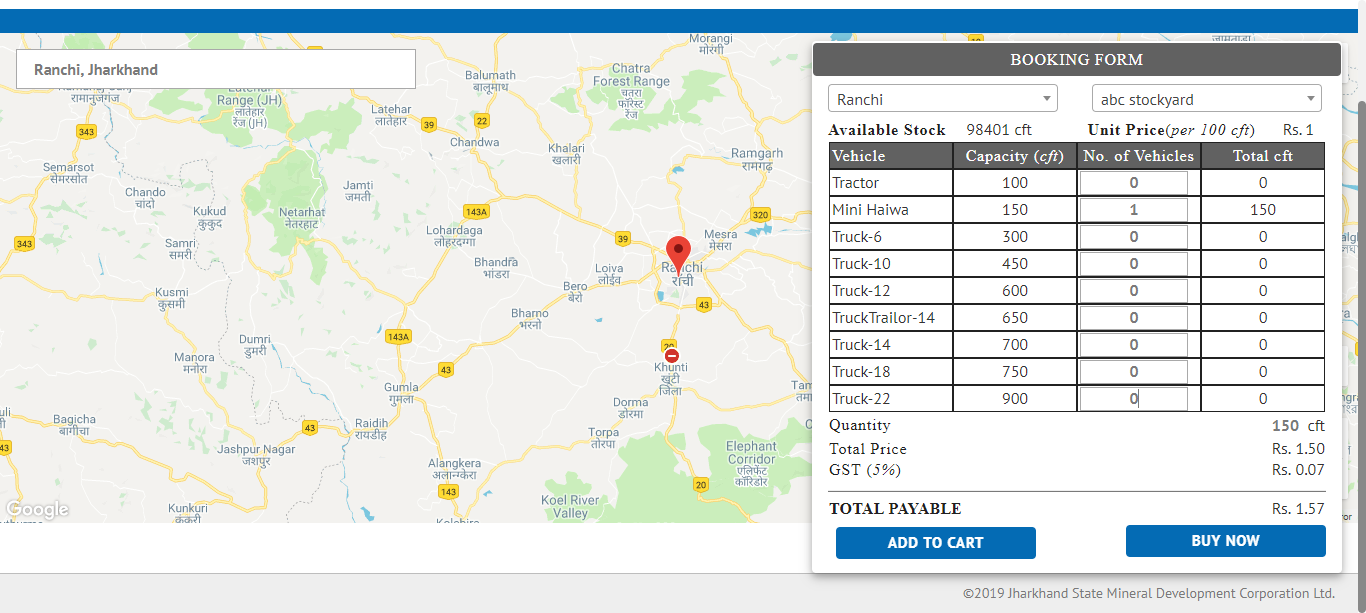 Ranchi, Jharkhand
Morangi
मोरंगी
Balumath
बालूमाथ
Chatra
Forest Range
चतरा
फॉरेस्ट
रेंज
रामानुजगंज
Range (JH)
लातेहार
रेंज (JH)
Latehar
लातेहार
343
39
22
Chandwa
Khalari
खलारी
Ramgarh
रामगढ़
Semarsot
सेमरसोत
Chando
चांदो
Jamti
जमती
Kukud
कुकुद
Netarhat
नेतरहाट
143A
320
Lohardaga
लोहरदगा
39
Mesra
मेसरा
343
Samri
समरी
Bhandra
भांडरा
Loiva
लोईव
Ranchi
रांची
Bero
बेरो
Kusmi
कुसमी
43
Bharno
भरनो
143A
Dumri
डुमरी
20
Manora
मनोरा
43
Khunti
खूंटी
जिला
Gumla
गुमला
Dorma
डोरमा
Bagicha
बागीचा
43
Raidih
रायडीह
Torpa
तोरपा
43
Jashpur Nagar
जशपुर
Elephant
Corridor
एलिफेंट
कॉरिडोर
Alangkera
अलानकेरा
143
20
Koel River
Valley
Kunkuri
कुंकुरी
Google
BOOKING FORM
Ranchi
abc stockyard
Available Stock 98401 cft Unit Price(per 100 cft) Rs. 1
Vehicle Capacity (cft) No. of Vehicles Total cft
Tractor 100 0 0
Mini Haiwa 150 1 150
Truck-6 300 0 0
Truck-10 450 0 0
Truck-12 600 0 0
TruckTrailor-14 650 0 0
Truck-14 700 0 0
Truck-18 750 0 0
Truck-22 900 0 0
Quantity 150 cft
Total Price Rs. 1.50
GST (5%) Rs. 0.07
TOTAL PAYABLE Rs. 1.57
ADD TO CART BUY NOW
©2019 Jharkhand State Mineral Development Corporation Ltd.